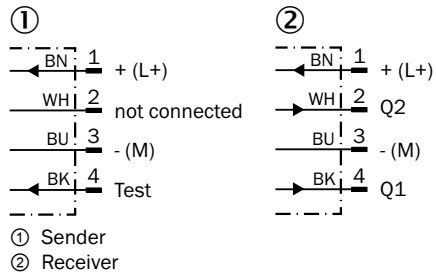 ① ②
BN 1 + (L+)
WH 2 not connected
BU 3 - (M)
BK 4 Test
BN 1 + (L+)
WH 2 Q2
BU 3 - (M)
BK 4 Q1
① Sender
② Receiver